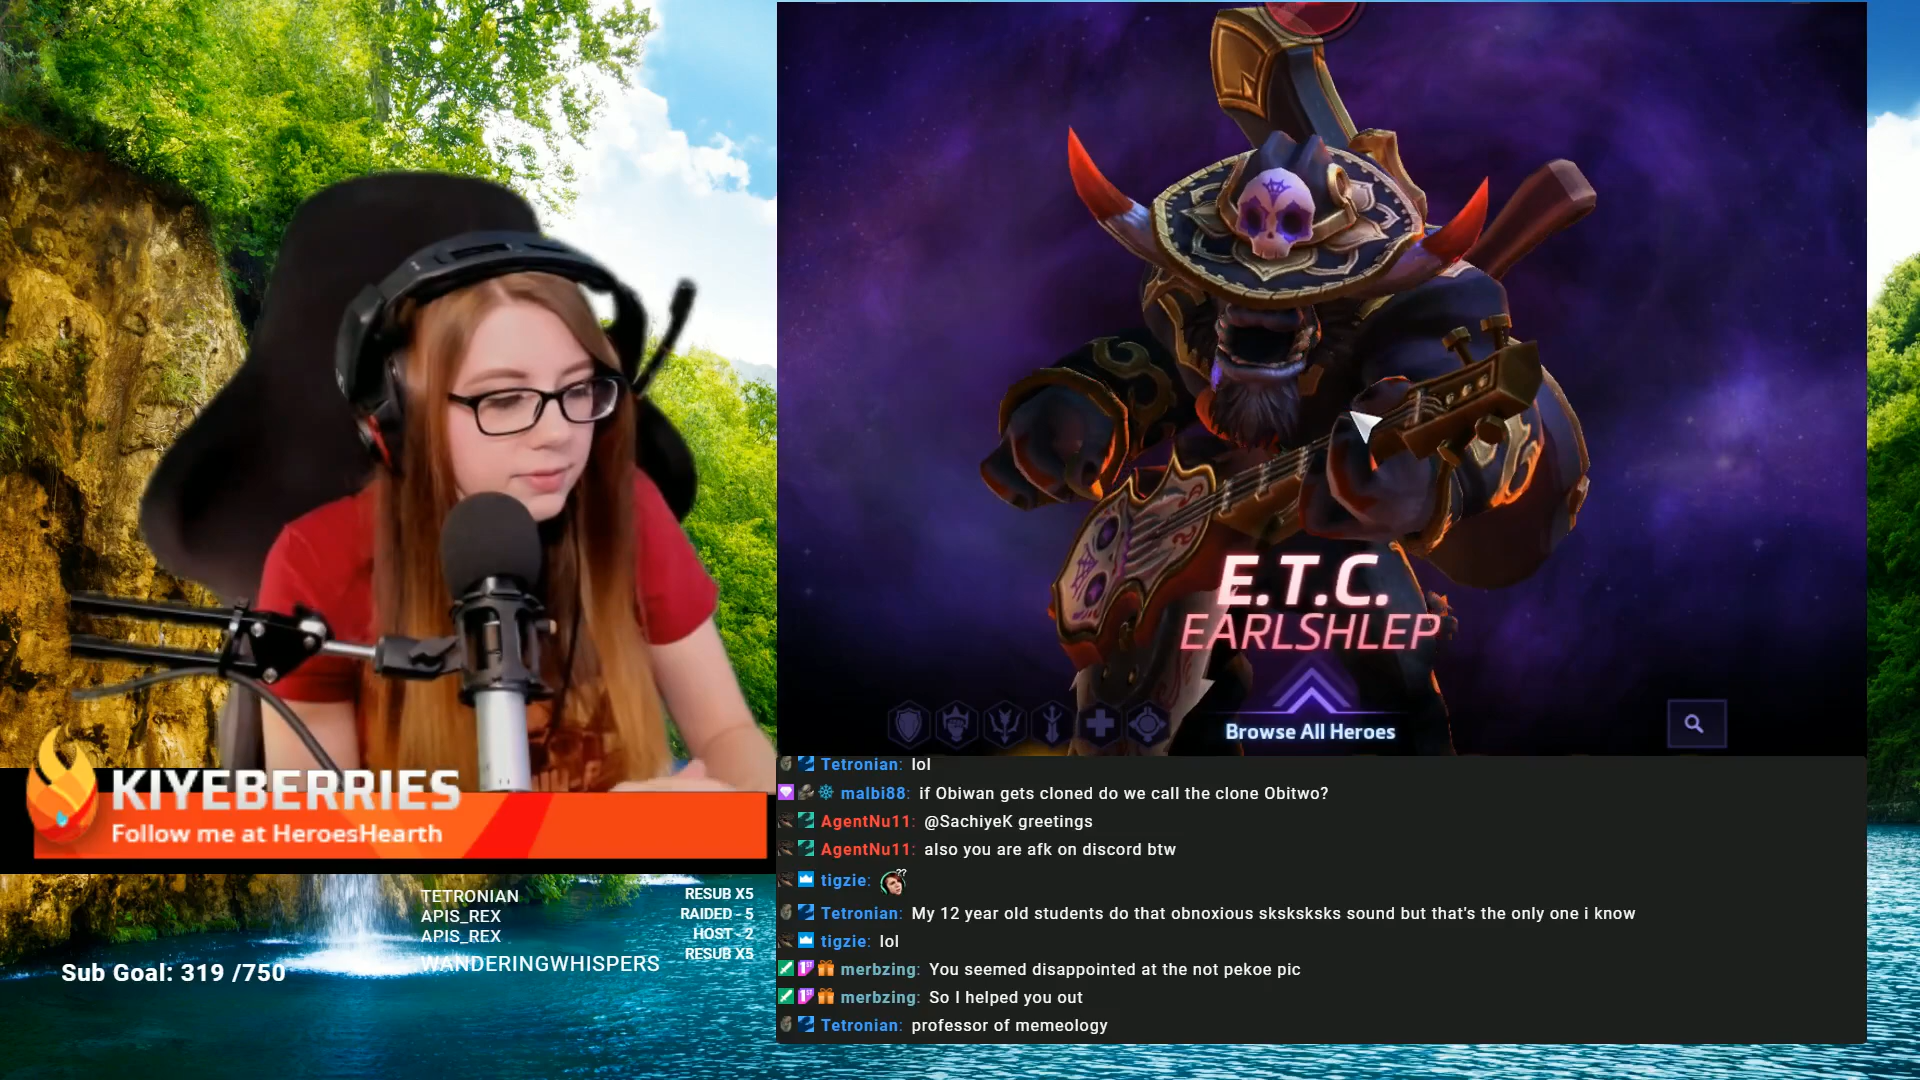 E.T.C.
EARLSHLEP
Browse All Heroes
Tetronian: lol
malbi88: if Obiwan gets cloned do we call the clone Obitwo?
AgentNu11: @SachiyeK greetings
AgentNu11: also you are afk on discord btw
tigzie: ??
Tetronian: My 12 year old students do that obnoxious sksksksks sound but that's the only one i know
tigzie: lol
merbzing: You seemed disappointed at the not pekoe pic
merbzing: So I helped you out
Tetronian: professor of memeology
KIYEBERRIES
Follow me at HeroesHearth
TETRONIAN RESUB X5
APIS_REX RAIDED - 5
APIS_REX HOST - 2
WANDERINGWHISPERS RESUB X5
Sub Goal: 319 /750